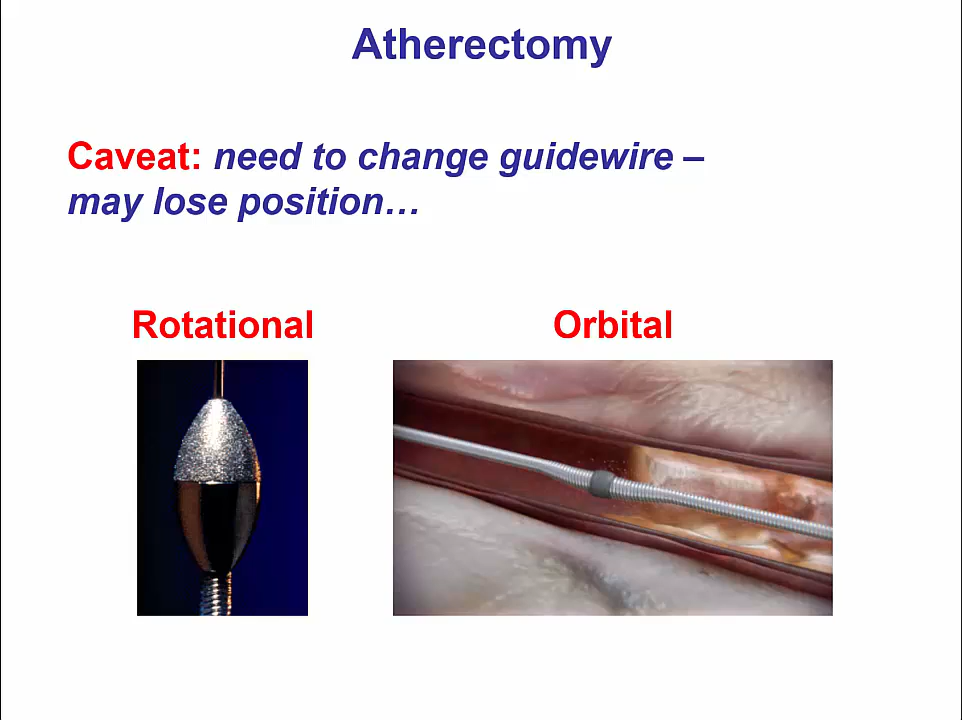 Atherectomy
Caveat: need to change guidewire –
may lose position…
Rotational
Orbital